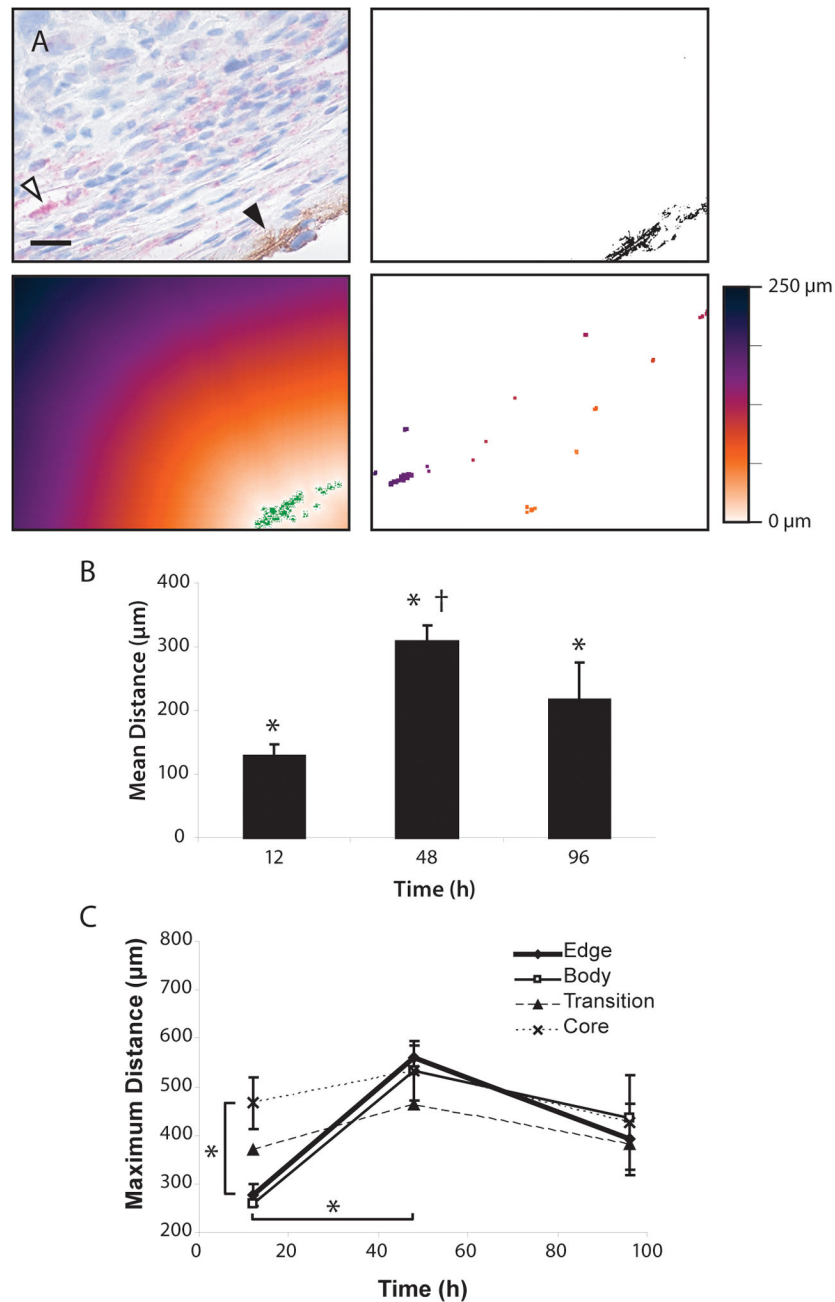 A
250 µm
0 µm
B
Mean Distance (µm)
400
300
200
100
0
*
* †
*
12
48
96
Time (h)
C
Maximum Distance (µm)
800
700
600
500
400
300
200
Edge
Body
Transition
Core
*
*
0
20
40
60
80
100
Time (h)